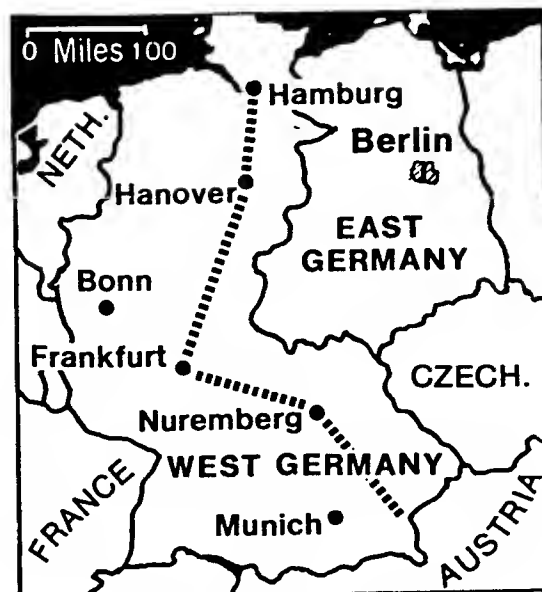 0 Miles 100
Hamburg
NETH.
Berlin
Hanover
EAST
GERMANY
Bonn
Frankfurt
CZECH.
Nuremberg
WEST GERMANY
FRANCE
Munich
AUSTRIA